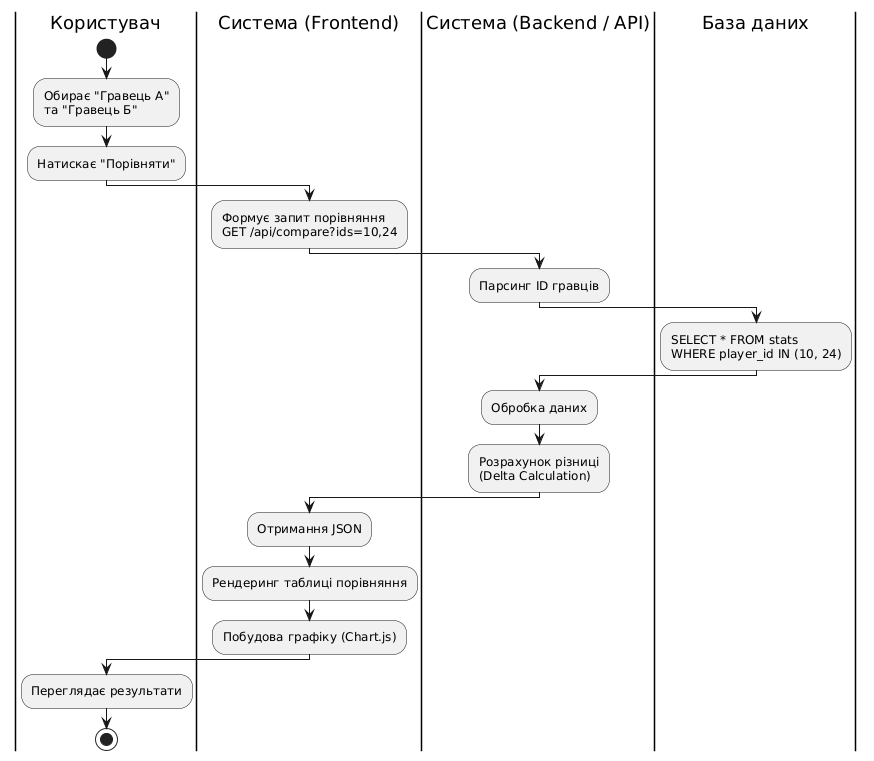 Користувач
Система (Frontend)
Система (Backend / API)
База даних
Обирає "Гравець А"
та "Гравець Б"
Натискає "Порівняти"
Формує запит порівняння
GET /api/compare?ids=10,24
Парсинг ID гравців
SELECT * FROM stats
WHERE player_id IN (10, 24)
Обробка даних
Розрахунок різниці
(Delta Calculation)
Отримання JSON
Рендеринг таблиці порівняння
Побудова графіку (Chart.js)
Переглядає результати